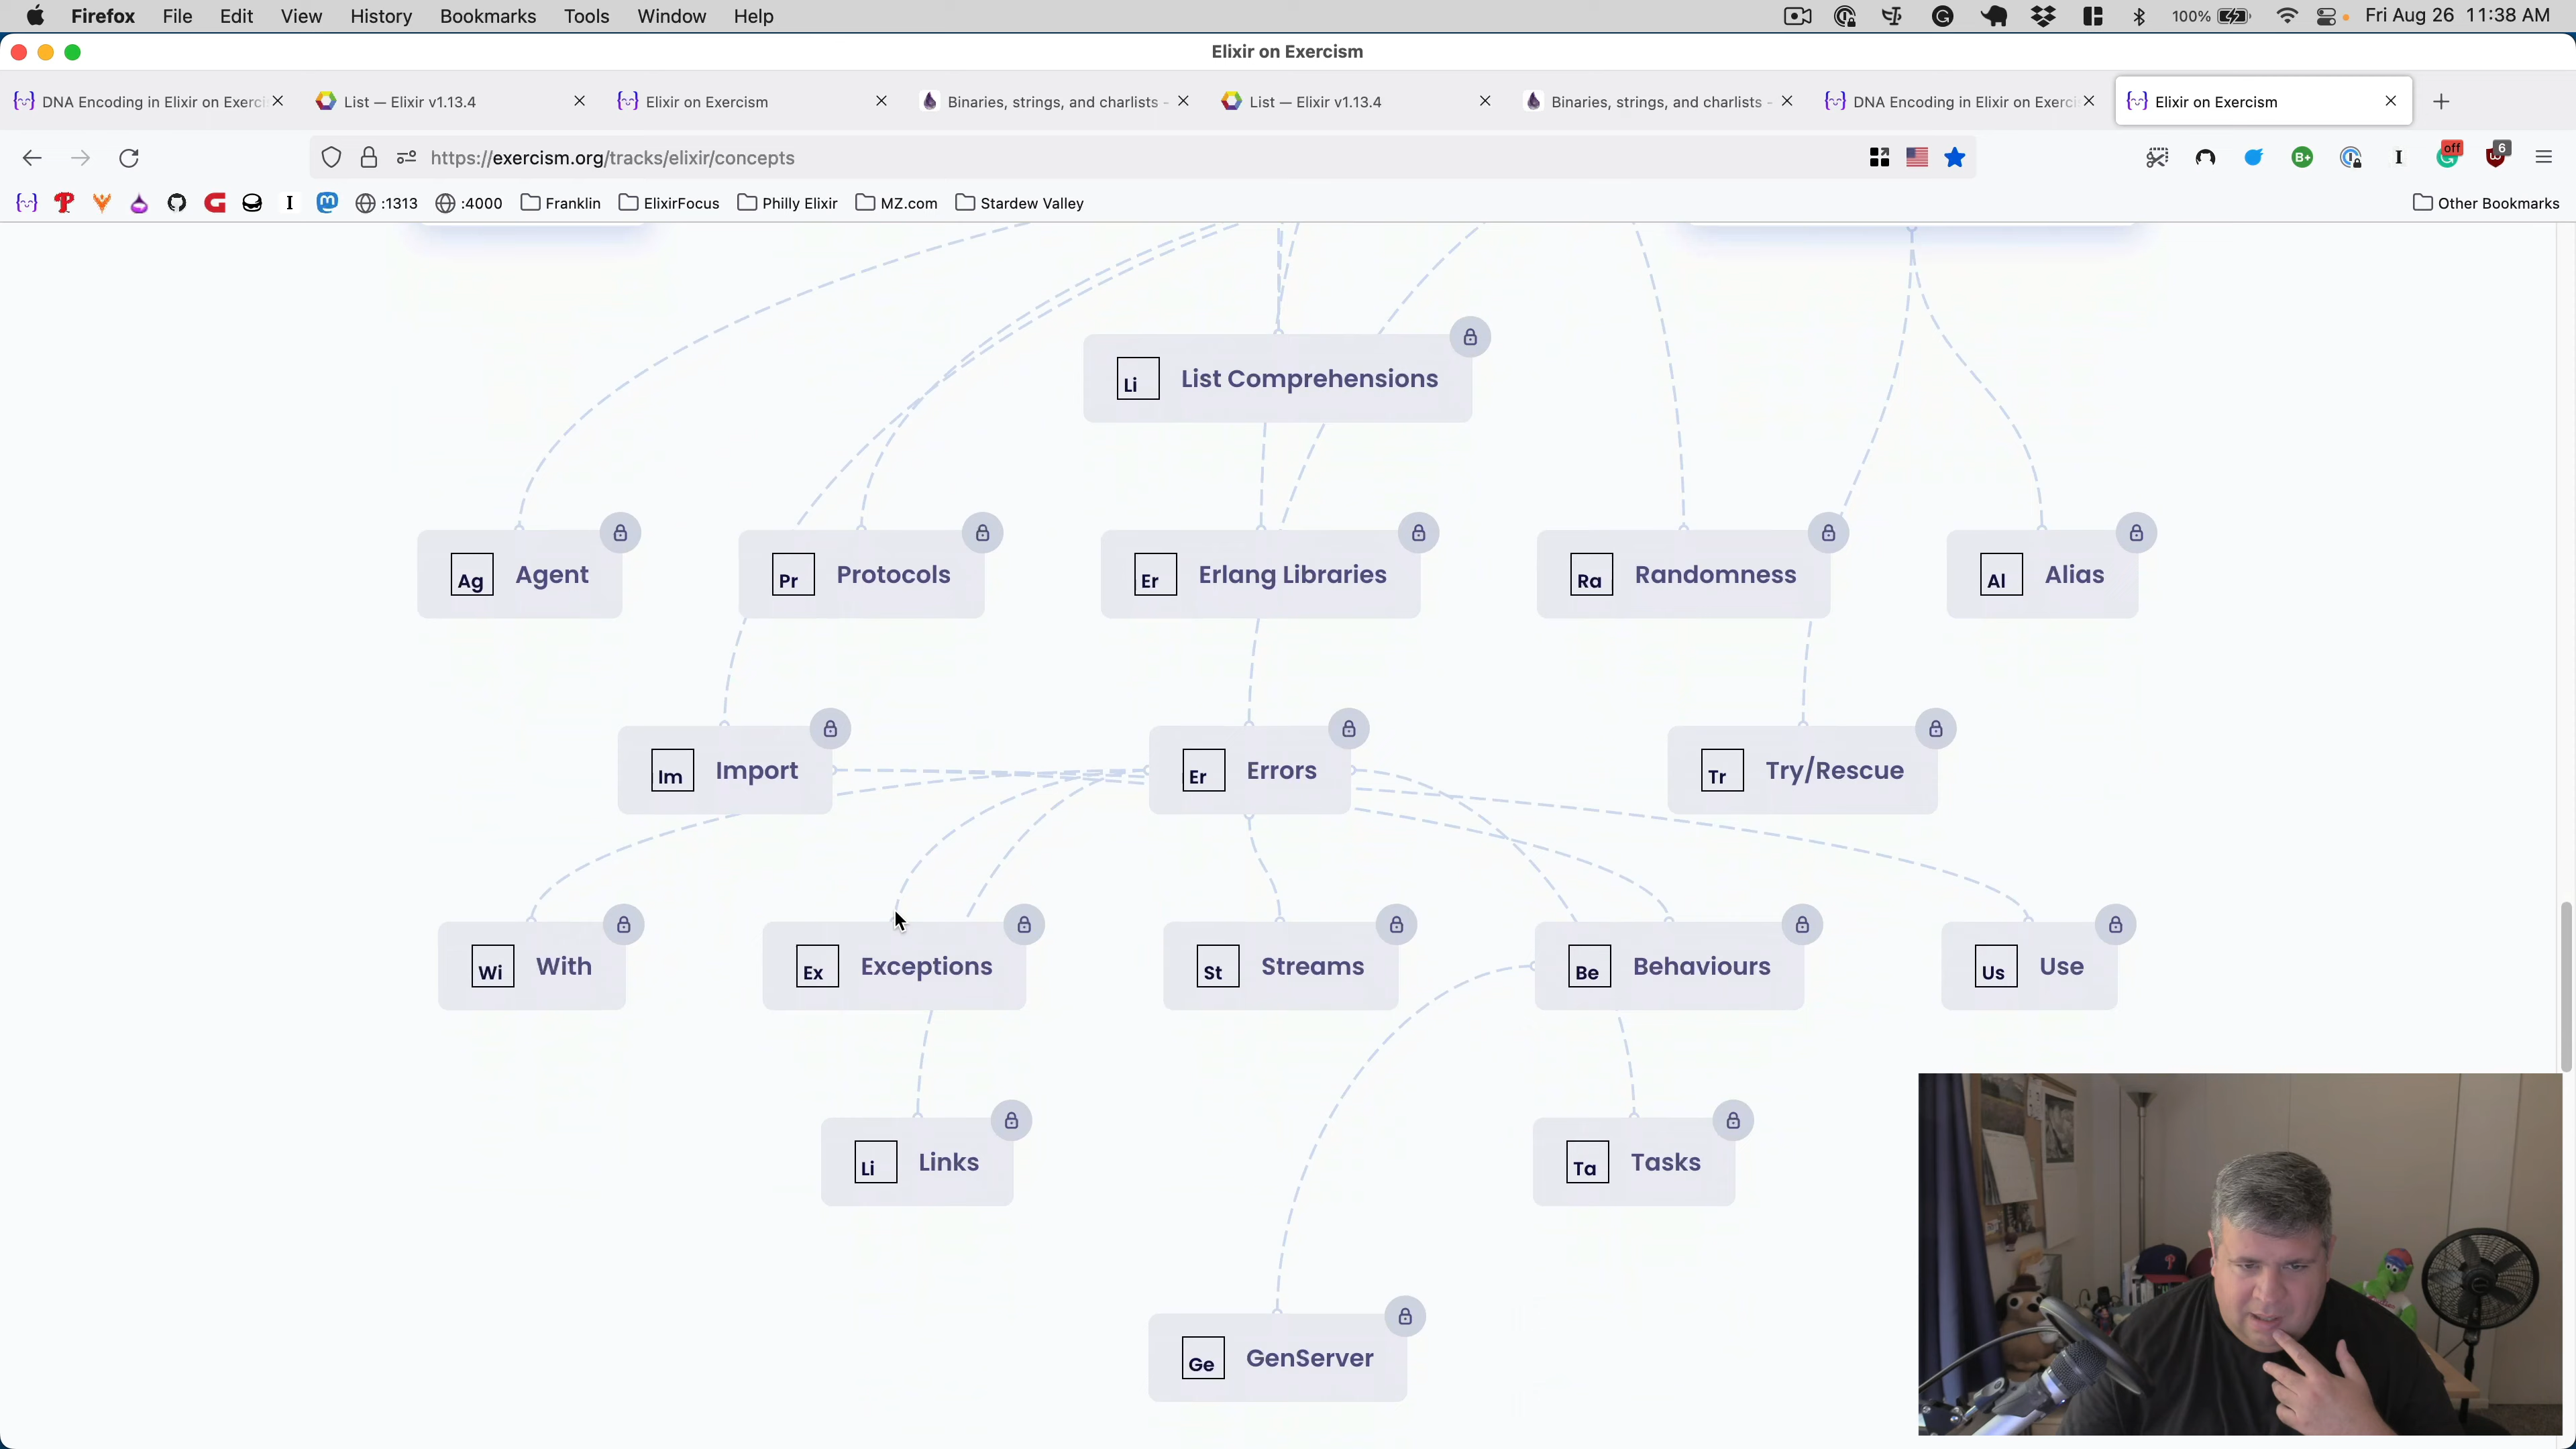 Firefox File Edit View History Bookmarks Tools Window Help 100% Fri Aug 26 11:38 AM
Elixir on Exercism
DNA Encoding in Elixir on Exerci List — Elixir v1.13.4 Elixir on Exercism Binaries, strings, and charlists - List — Elixir v1.13.4 Binaries, strings, and charlists - DNA Encoding in Elixir on Exerci Elixir on Exercism
https://exercism.org/tracks/elixir/concepts B+ I off 6
I :1313 :4000 Franklin ElixirFocus Philly Elixir MZ.com Stardew Valley Other Bookmarks
Li List Comprehensions
Ag Agent Pr Protocols Er Erlang Libraries Ra Randomness Al Alias
Im Import Er Errors Tr Try/Rescue
Wi With Ex Exceptions St Streams Be Behaviours Us Use
Li Links Ta Tasks
Ge GenServer